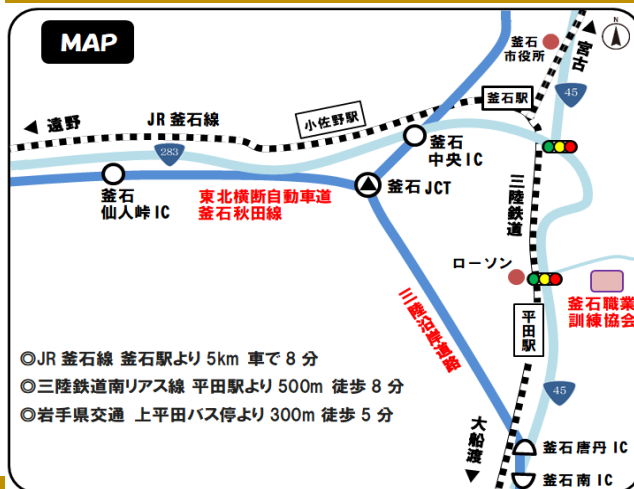 MAP
N
釜石
市役所
宮古
45
釜石駅
遠野
JR 釜石線
小佐野駅
283
釜石
中央 IC
釜石
仙人峠 IC
東北横断自動車道
釜石秋田線
釜石 JCT
三陸鉄道
ローソン
釜石職業
訓練協会
三陸沿岸道路
平田駅
◎JR 釜石線 釜石駅より 5km 車で 8 分
◎三陸鉄道南リアス線 平田駅より 500m 徒歩 8 分
◎岩手県交通 上平田バス停より 300m 徒歩 5 分
45
大船渡
釜石唐丹 IC
釜石南 IC